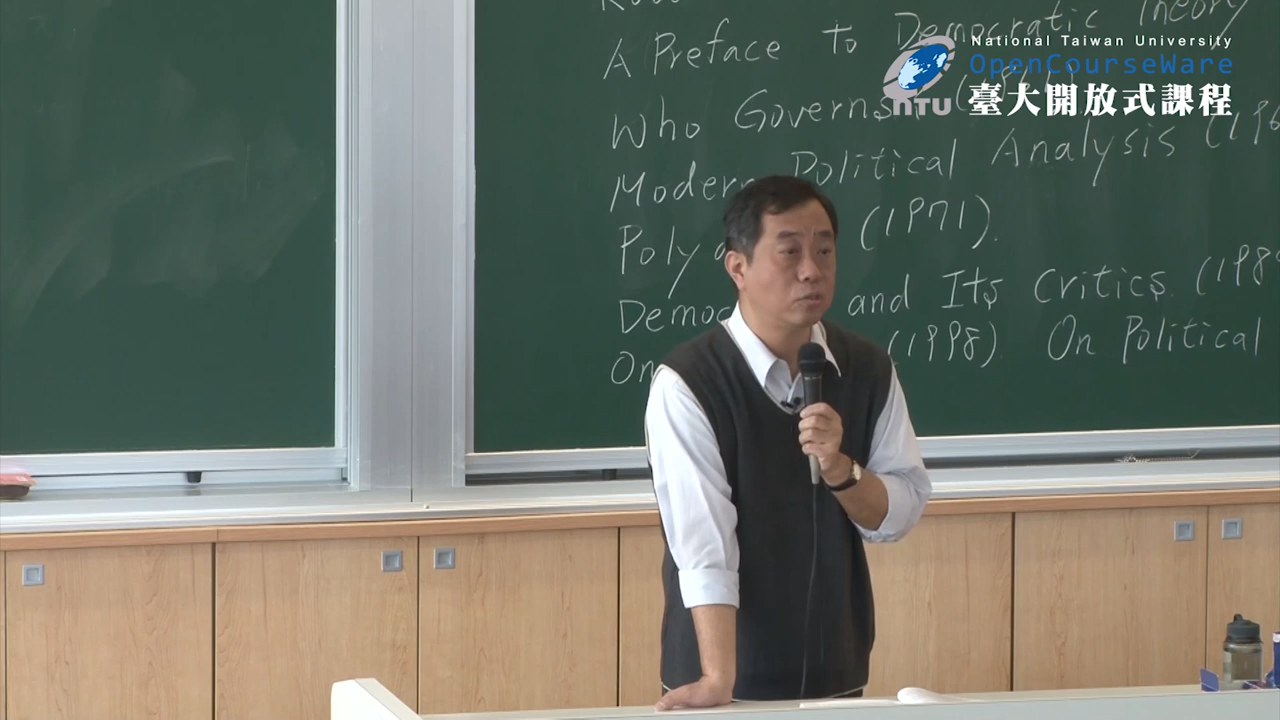 A Preface to Democratic Theory
Who Governs
Modern Political Analysis
(1971).
and Its Critics
(1998) On Political
National Taiwan University
OpenCourseWare
NTU
臺大開放式課程